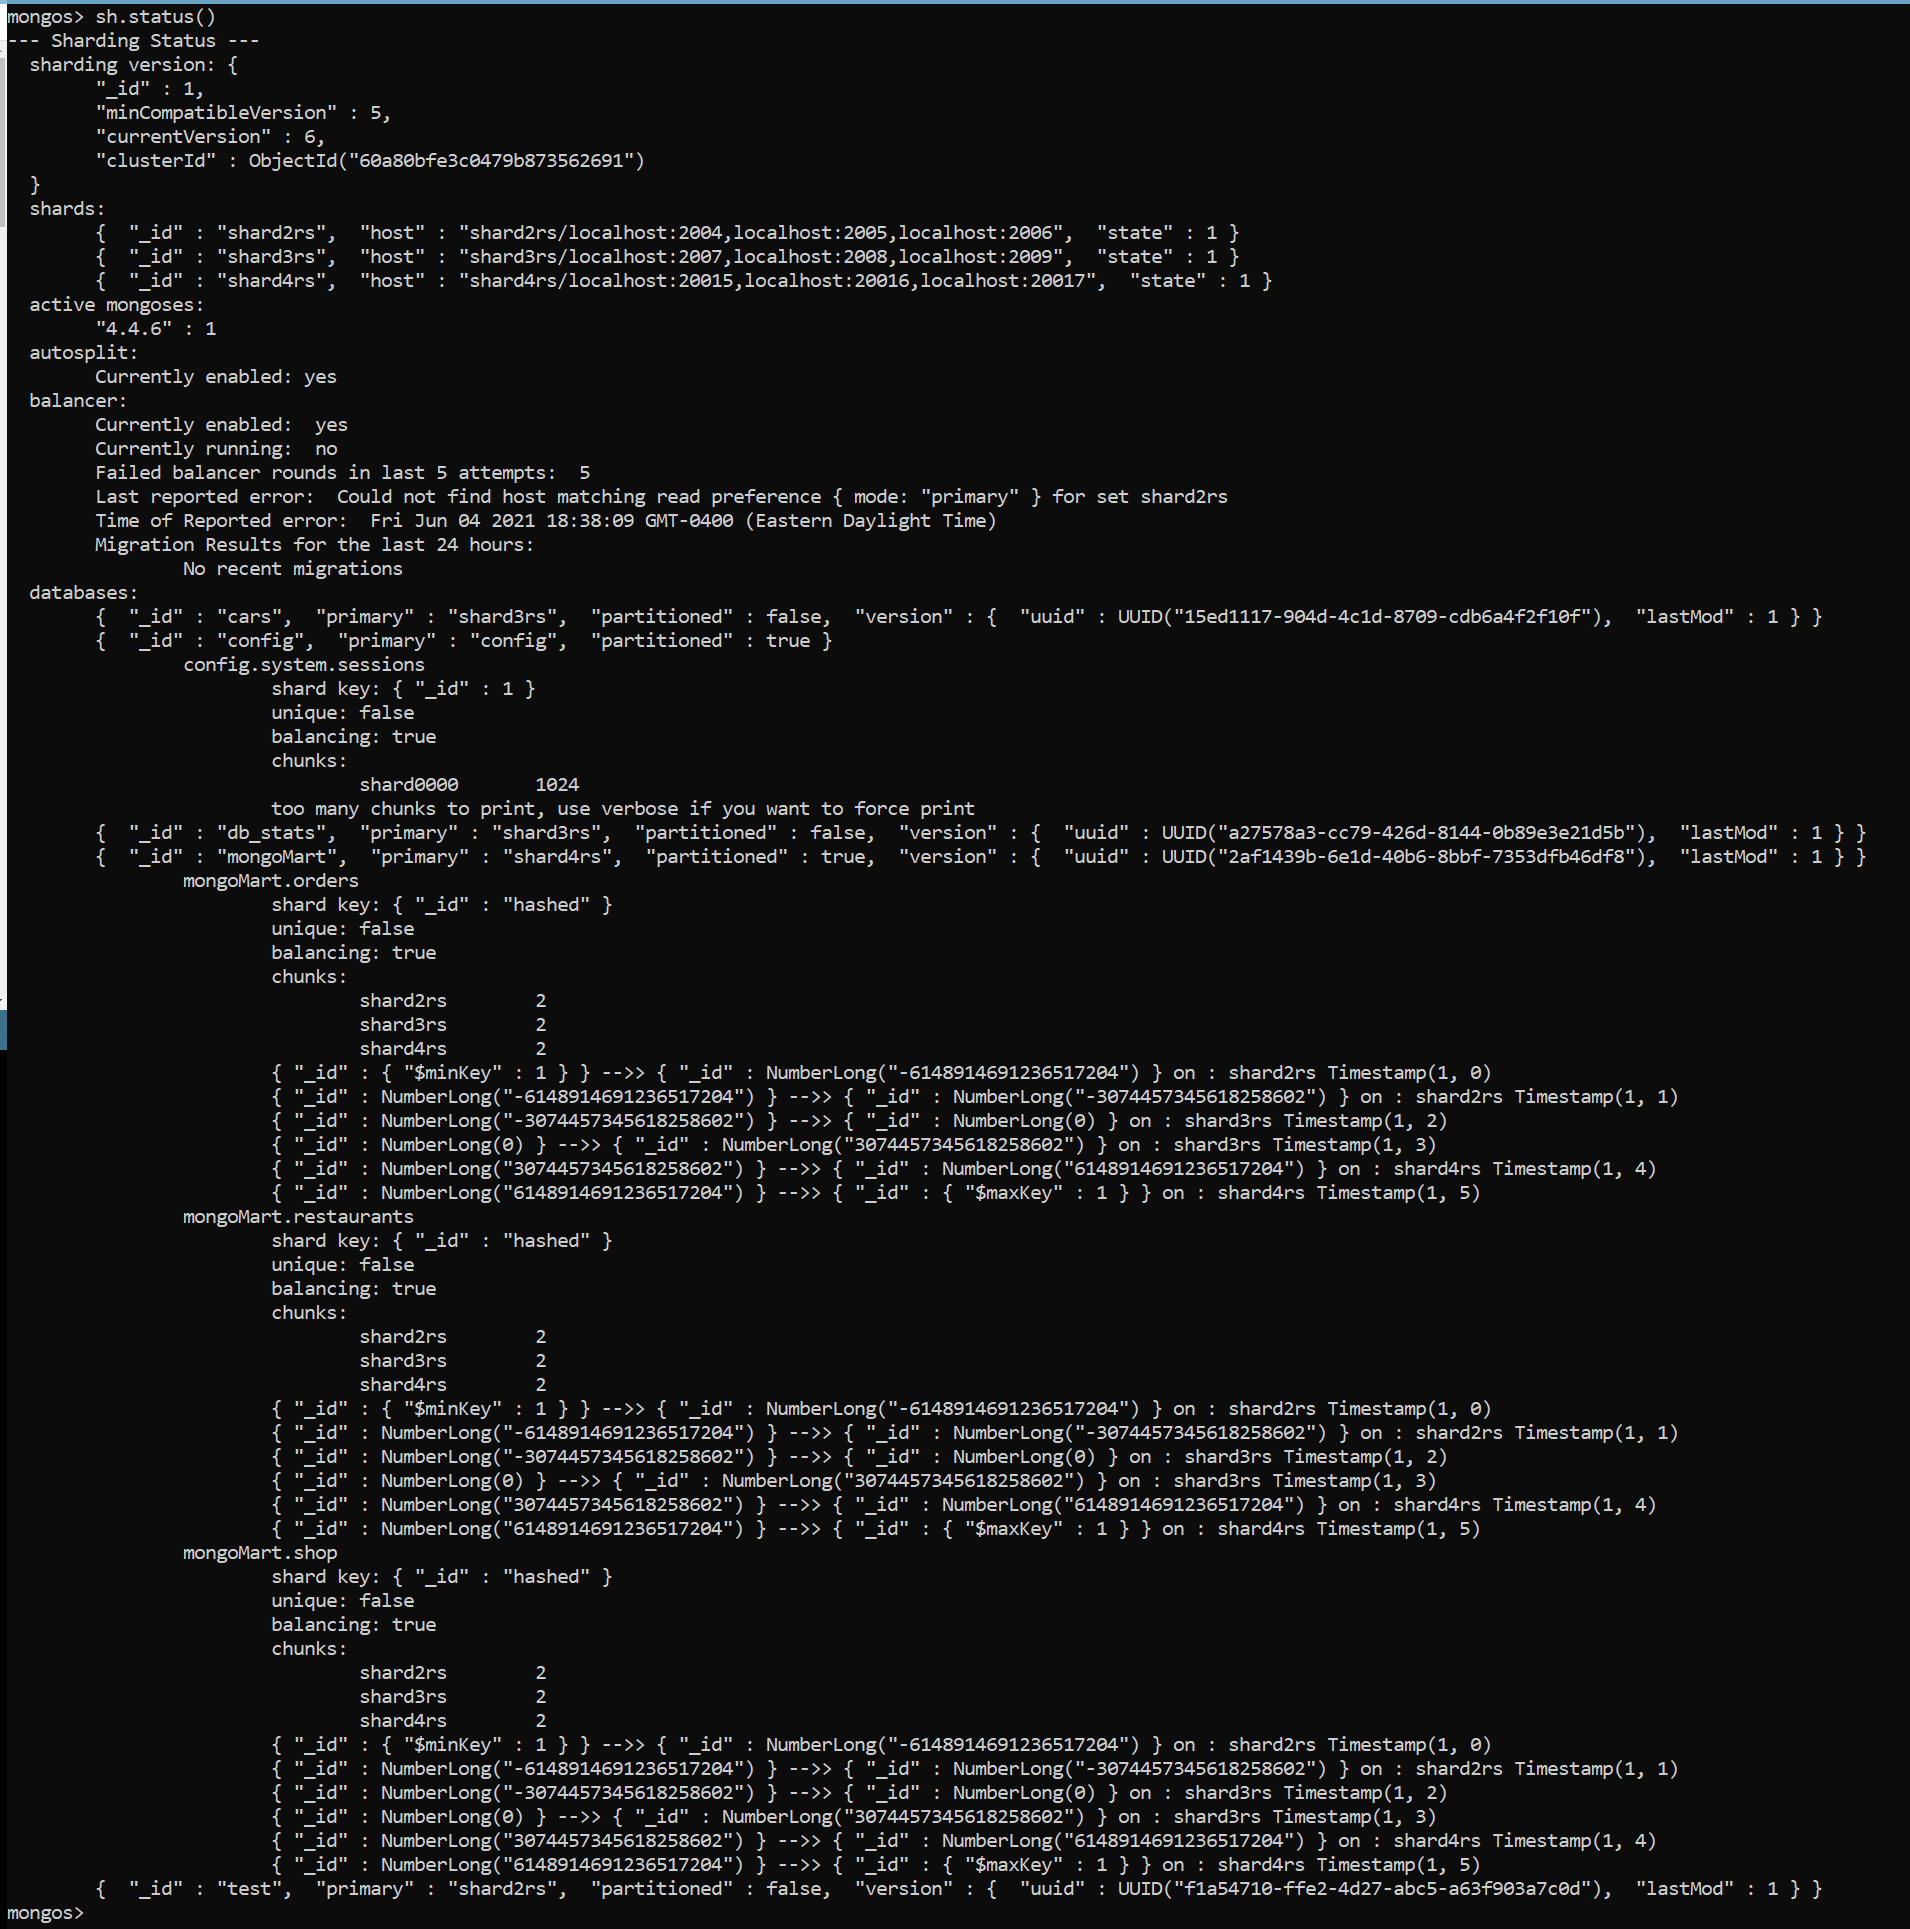 mongos> sh.status()
--- Sharding Status ---
  sharding version: {
        "_id" : 1,
        "minCompatibleVersion" : 5,
        "currentVersion" : 6,
        "clusterId" : ObjectId("60a80bfe3c0479b873562691")
  }
  shards:
        {  "_id" : "shard2rs",  "host" : "shard2rs/localhost:2004,localhost:2005,localhost:2006",  "state" : 1 }
        {  "_id" : "shard3rs",  "host" : "shard3rs/localhost:2007,localhost:2008,localhost:2009",  "state" : 1 }
        {  "_id" : "shard4rs",  "host" : "shard4rs/localhost:20015,localhost:20016,localhost:20017",  "state" : 1 }
  active mongoses:
        "4.4.6" : 1
  autosplit:
        Currently enabled: yes
  balancer:
        Currently enabled:  yes
        Currently running:  no
        Failed balancer rounds in last 5 attempts:  5
        Last reported error:  Could not find host matching read preference { mode: "primary" } for set shard2rs
        Time of Reported error:  Fri Jun 04 2021 18:38:09 GMT-0400 (Eastern Daylight Time)
        Migration Results for the last 24 hours:
                No recent migrations
  databases:
        {  "_id" : "cars",  "primary" : "shard3rs",  "partitioned" : false,  "version" : {  "uuid" : UUID("15ed1117-904d-4c1d-8709-cdb6a4f2f10f"),  "lastMod" : 1 } }
        {  "_id" : "config",  "primary" : "config",  "partitioned" : true }
                config.system.sessions
                        shard key: { "_id" : 1 }
                        unique: false
                        balancing: true
                        chunks:
                                shard0000       1024
                        too many chunks to print, use verbose if you want to force print
        {  "_id" : "db_stats",  "primary" : "shard3rs",  "partitioned" : false,  "version" : {  "uuid" : UUID("a27578a3-cc79-426d-8144-0b89e3e21d5b"),  "lastMod" : 1 } }
        {  "_id" : "mongoMart",  "primary" : "shard4rs",  "partitioned" : true,  "version" : {  "uuid" : UUID("2af1439b-6e1d-40b6-8bbf-7353dfb46df8"),  "lastMod" : 1 } }
                mongoMart.orders
                        shard key: { "_id" : "hashed" }
                        unique: false
                        balancing: true
                        chunks:
                                shard2rs        2
                                shard3rs        2
                                shard4rs        2
                        { "_id" : { "$minKey" : 1 } } -->> { "_id" : NumberLong("-6148914691236517204") } on : shard2rs Timestamp(1, 0)
                        { "_id" : NumberLong("-6148914691236517204") } -->> { "_id" : NumberLong("-3074457345618258602") } on : shard2rs Timestamp(1, 1)
                        { "_id" : NumberLong("-3074457345618258602") } -->> { "_id" : NumberLong(0) } on : shard3rs Timestamp(1, 2)
                        { "_id" : NumberLong(0) } -->> { "_id" : NumberLong("3074457345618258602") } on : shard3rs Timestamp(1, 3)
                        { "_id" : NumberLong("3074457345618258602") } -->> { "_id" : NumberLong("6148914691236517204") } on : shard4rs Timestamp(1, 4)
                        { "_id" : NumberLong("6148914691236517204") } -->> { "_id" : { "$maxKey" : 1 } } on : shard4rs Timestamp(1, 5)
                mongoMart.restaurants
                        shard key: { "_id" : "hashed" }
                        unique: false
                        balancing: true
                        chunks:
                                shard2rs        2
                                shard3rs        2
                                shard4rs        2
                        { "_id" : { "$minKey" : 1 } } -->> { "_id" : NumberLong("-6148914691236517204") } on : shard2rs Timestamp(1, 0)
                        { "_id" : NumberLong("-6148914691236517204") } -->> { "_id" : NumberLong("-3074457345618258602") } on : shard2rs Timestamp(1, 1)
                        { "_id" : NumberLong("-3074457345618258602") } -->> { "_id" : NumberLong(0) } on : shard3rs Timestamp(1, 2)
                        { "_id" : NumberLong(0) } -->> { "_id" : NumberLong("3074457345618258602") } on : shard3rs Timestamp(1, 3)
                        { "_id" : NumberLong("3074457345618258602") } -->> { "_id" : NumberLong("6148914691236517204") } on : shard4rs Timestamp(1, 4)
                        { "_id" : NumberLong("6148914691236517204") } -->> { "_id" : { "$maxKey" : 1 } } on : shard4rs Timestamp(1, 5)
                mongoMart.shop
                        shard key: { "_id" : "hashed" }
                        unique: false
                        balancing: true
                        chunks:
                                shard2rs        2
                                shard3rs        2
                                shard4rs        2
                        { "_id" : { "$minKey" : 1 } } -->> { "_id" : NumberLong("-6148914691236517204") } on : shard2rs Timestamp(1, 0)
                        { "_id" : NumberLong("-6148914691236517204") } -->> { "_id" : NumberLong("-3074457345618258602") } on : shard2rs Timestamp(1, 1)
                        { "_id" : NumberLong("-3074457345618258602") } -->> { "_id" : NumberLong(0) } on : shard3rs Timestamp(1, 2)
                        { "_id" : NumberLong(0) } -->> { "_id" : NumberLong("3074457345618258602") } on : shard3rs Timestamp(1, 3)
                        { "_id" : NumberLong("3074457345618258602") } -->> { "_id" : NumberLong("6148914691236517204") } on : shard4rs Timestamp(1, 4)
                        { "_id" : NumberLong("6148914691236517204") } -->> { "_id" : { "$maxKey" : 1 } } on : shard4rs Timestamp(1, 5)
        {  "_id" : "test",  "primary" : "shard2rs",  "partitioned" : false,  "version" : {  "uuid" : UUID("f1a54710-ffe2-4d27-abc5-a63f903a7c0d"),  "lastMod" : 1 } }
mongos>